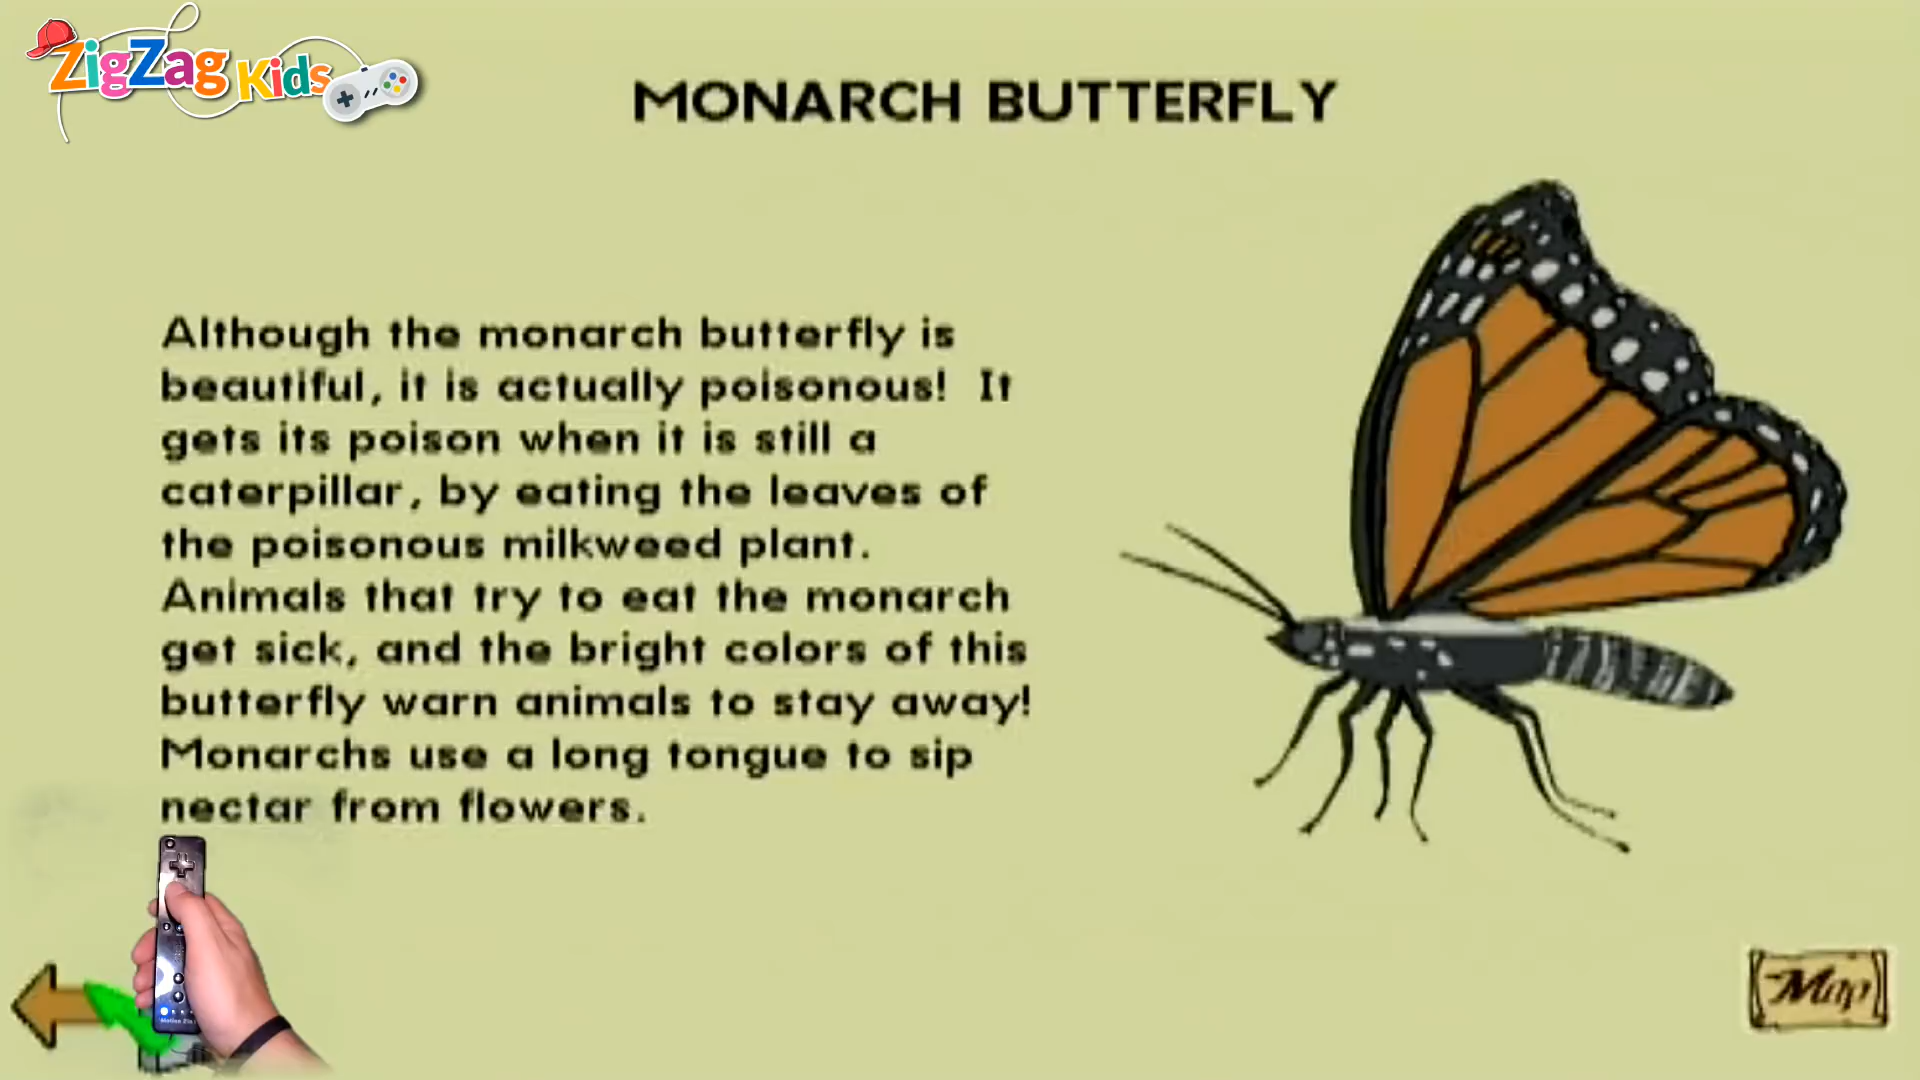 ZigZag Kids
MONARCH BUTTERFLY
Although the monarch butterfly is
beautiful, it is actually poisonous!  It
gets its poison when it is still a
caterpillar, by eating the leaves of
the poisonous milkweed plant.
Animals that try to eat the monarch
get sick, and the bright colors of this
butterfly warn animals to stay away!
Monarchs use a long tongue to sip
nectar from flowers.
Map